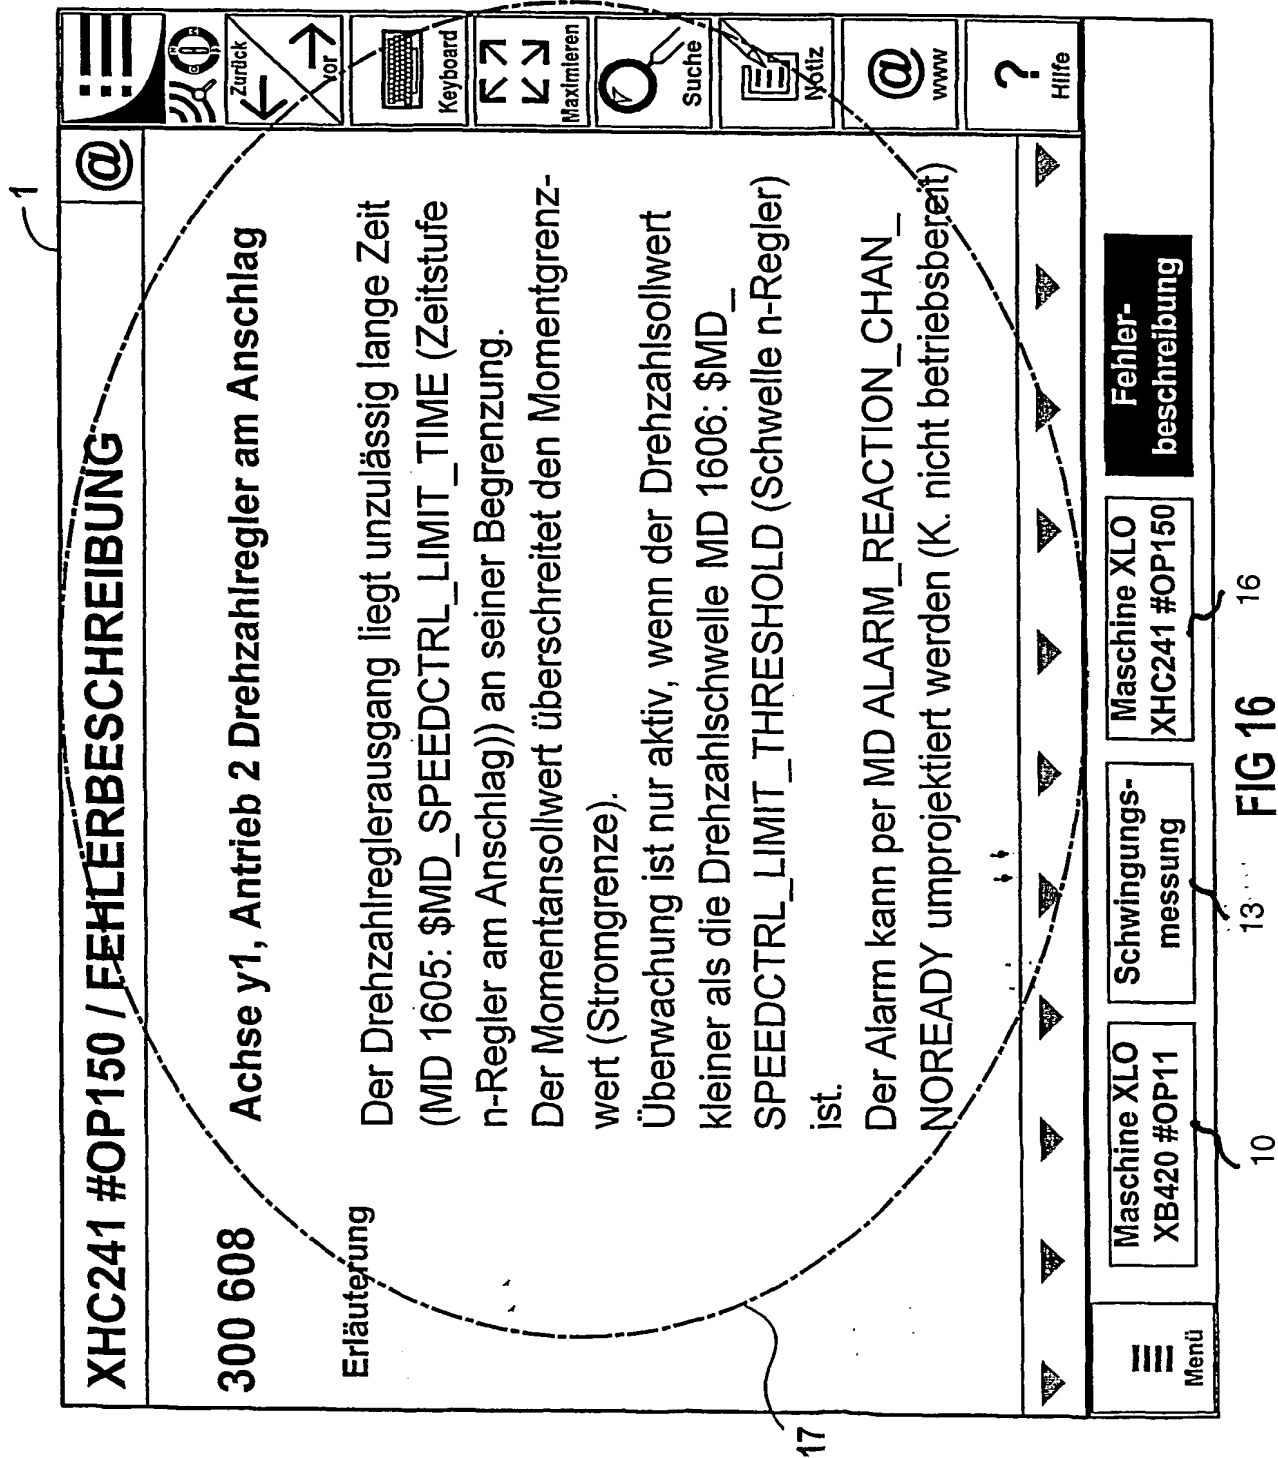 1
XHC241 #OP150 / FEHLERBESCHREIBUNG
@
300 608
Achse y1, Antrieb 2 Drehzahlregler am Anschlag
Erläuterung
Der Drehzahlreglerausgang liegt unzulässig lange Zeit
(MD 1605: $MD_SPEEDCTRL_LIMIT_TIME (Zeitstufe
n-Regler am Anschlag)) an seiner Begrenzung.
Der Momentansollwert überschreitet den Momentgrenz-
wert (Stromgrenze).
Überwachung ist nur aktiv, wenn der Drehzahlsollwert
kleiner als die Drehzahlschwelle MD 1606: $MD_
SPEEDCTRL_LIMIT_THRESHOLD (Schwelle n-Regler)
ist.
Der Alarm kann per MD ALARM_REACTION_CHAN_
NOREADY umprojektiert werden (K. nicht betriebsbereit)
Zurück
Vor
Keyboard
Maximieren
Suche
Notiz
@
www
?
Hilfe
Menü
Maschine XLO
XB420 #OP11
Schwingungs-
messung
Maschine XLO
XHC241 #OP150
Fehler-
beschreibung
17
10
13
16
FIG 16